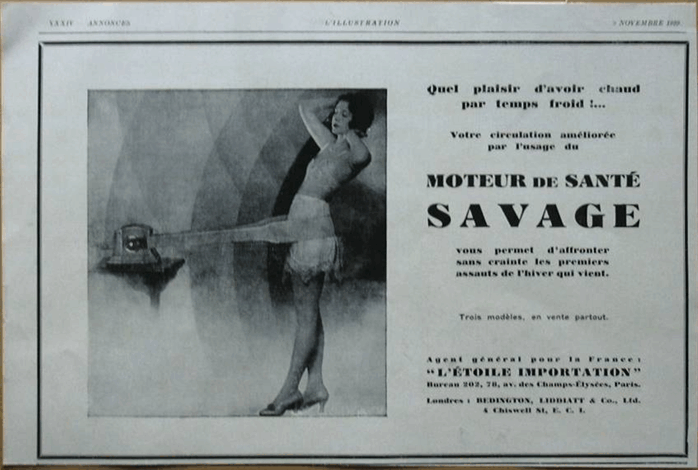 XXXIV — ANNONCES
L'ILLUSTRATION
NOVEMBRE
Quel plaisir d'avoir chaud
par temps froid !...
Votre circulation améliorée
par l'usage du
MOTEUR DE SANTÉ
SAVAGE
vous permet d'affronter
sans crainte les premiers
assauts de l'hiver qui vient.
Trois modèles, en vente partout.
Agent général pour la France :
"L'ÉTOILE IMPORTATION"
Bureau 202, 78, av. des Champs-Élysées, Paris.
Londres : BEDINGTON, LIDDIATT & Co., Ltd.
4 Chiswell St, E. C. 1.